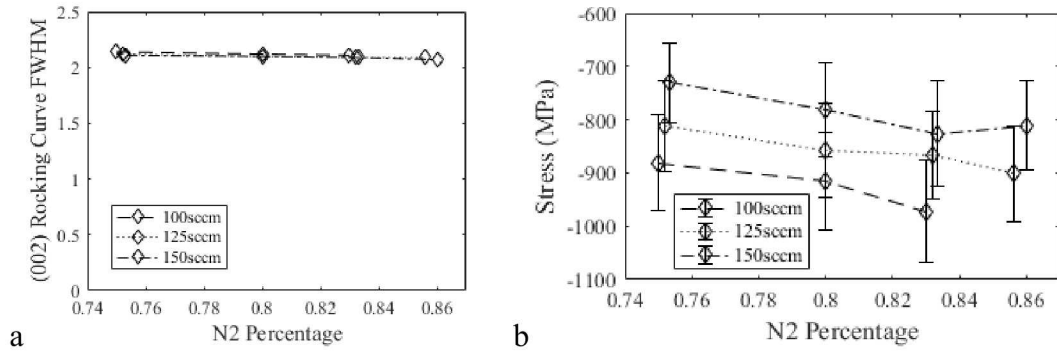 (002) Rocking Curve FWHM
2.5
2
1.5
1
0.5
0
100sccm
125sccm
150sccm
0.74 0.76 0.78 0.8 0.82 0.84 0.86
N2 Percentage
a
Stress (MPa)
-600
-700
-800
-900
-1000
-1100
100sccm
125sccm
150sccm
0.74 0.76 0.78 0.8 0.82 0.84 0.86
N2 Percentage
b